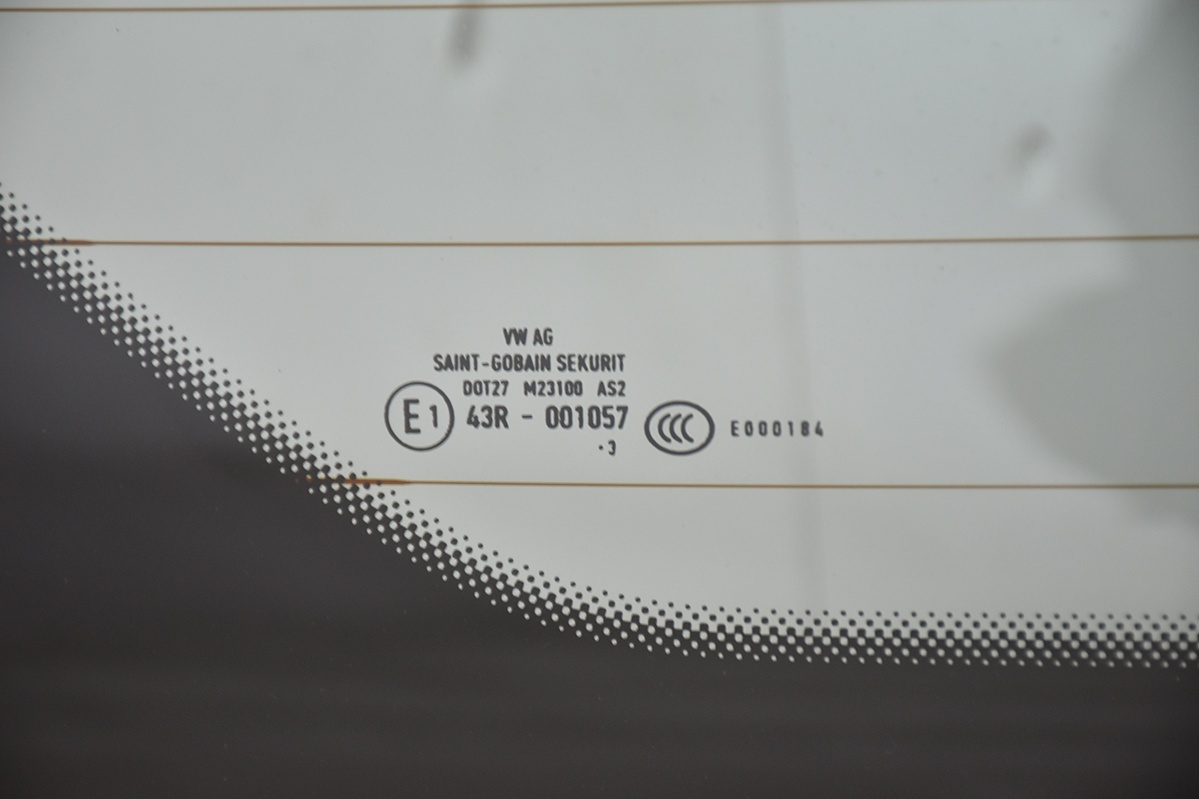 VW AG
SAINT-GOBAIN SEKURIT
DOT27 M23100 AS2
E1 43R - 001057
CCC E000184
·3